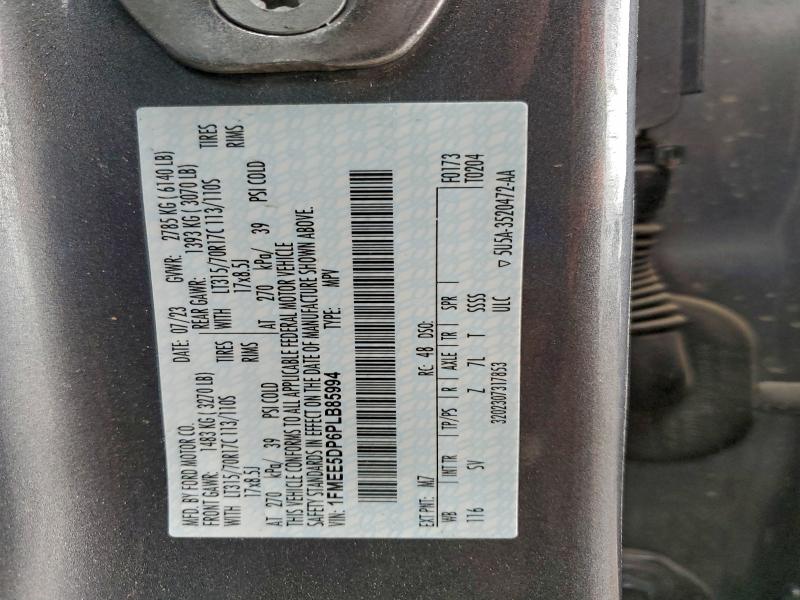 MFD. BY FORD MOTOR CO.
DATE: 07/23 GVWR: 2785 KG ( 6140 LB)
FRONT GAWR: 1483 KG ( 3270 LB) REAR GAWR: 1393 KG ( 3070 LB)
WITH LT315/70R17C 113/110S TIRES WITH LT315/70R17C 113/110S TIRES
17x8.5J RIMS 17x8.5J RIMS
AT 270 kPa/ 39 PSI COLD AT 270 kPa/ 39 PSI COLD
THIS VEHICLE CONFORMS TO ALL APPLICABLE FEDERAL MOTOR VEHICLE
SAFETY STANDARDS IN EFFECT ON THE DATE OF MANUFACTURE SHOWN ABOVE.
VIN: 1FMEE5DP6PLB85994 TYPE: MPV
EXT PNT: M7 RC: 48 DSO: F0173
WB INT TR TP/PS R AXLE TR SPR T0204
116 SV Z 7L T SSSS
3202307317853 ULC ▽ 5U5A-3520472-AA